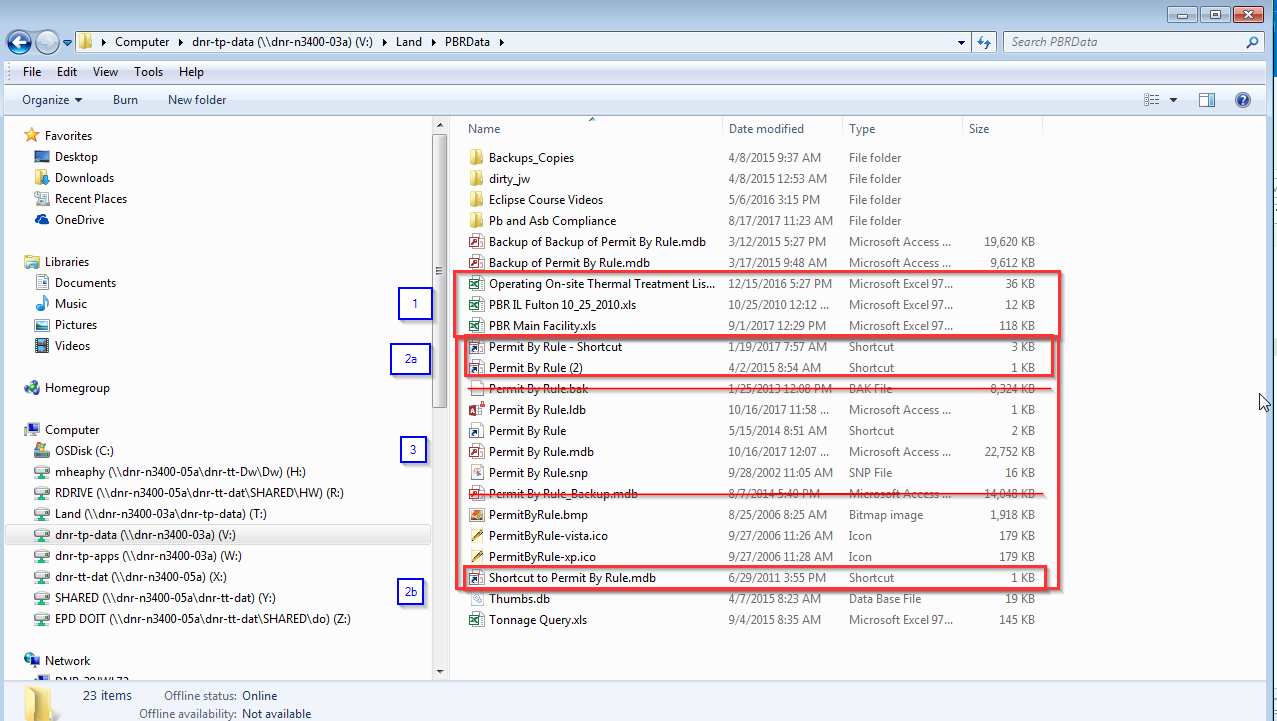 Computer ▸ dnr-tp-data (\\dnr-n3400-03a) (V:) ▸ Land ▸ PBRData ▸ Search PBRData
File Edit View Tools Help
Organize Burn New folder
Favorites
Desktop
Downloads
Recent Places
OneDrive
Libraries
Documents
Music
Pictures
Videos
Homegroup
Computer
OSDisk (C:)
mheaphy (\\dnr-n3400-05a\dnr-tt-Dw\Dw) (H:)
RDRIVE (\\dnr-n3400-05a\dnr-tt-dat\SHARED\HW) (R:)
Land (\\dnr-n3400-03a\dnr-tp-data) (T:)
dnr-tp-data (\\dnr-n3400-03a) (V:)
dnr-tp-apps (\\dnr-n3400-03a) (W:)
dnr-tt-dat (\\dnr-n3400-05a) (X:)
SHARED (\\dnr-n3400-05a\dnr-tt-dat) (Y:)
EPD DOIT (\\dnr-n3400-05a\dnr-tt-dat\SHARED\do) (Z:)
Network
1
2a
3
2b
Name Date modified Type Size
Backups_Copies 4/8/2015 9:37 AM File folder
dirty_jw 4/8/2015 12:53 AM File folder
Eclipse Course Videos 5/6/2016 3:15 PM File folder
Pb and Asb Compliance 8/17/2017 11:23 AM File folder
Backup of Backup of Permit By Rule.mdb 3/12/2015 5:27 PM Microsoft Access ... 19,620 KB
Backup of Permit By Rule.mdb 3/17/2015 9:48 AM Microsoft Access ... 9,612 KB
Operating On-site Thermal Treatment Lis... 12/15/2016 5:27 PM Microsoft Excel 97... 36 KB
PBR IL Fulton 10_25_2010.xls 10/25/2010 12:12 ... Microsoft Excel 97... 12 KB
PBR Main Facility.xls 9/1/2017 12:29 PM Microsoft Excel 97... 118 KB
Permit By Rule - Shortcut 1/19/2017 7:57 AM Shortcut 3 KB
Permit By Rule (2) 4/2/2015 8:54 AM Shortcut 1 KB
Permit By Rule.bak 1/25/2013 12:08 PM BAK File 8,324 KB
Permit By Rule.ldb 10/16/2017 11:58 ... Microsoft Access ... 1 KB
Permit By Rule 5/15/2014 8:51 AM Shortcut 2 KB
Permit By Rule.mdb 10/16/2017 12:07 ... Microsoft Access ... 22,752 KB
Permit By Rule.snp 9/28/2002 11:05 AM SNP File 16 KB
Permit By Rule_Backup.mdb 8/7/2014 5:40 PM Microsoft Access ... 14,048 KB
PermitByRule.bmp 8/25/2006 8:25 AM Bitmap image 1,918 KB
PermitByRule-vista.ico 9/27/2006 11:26 AM Icon 179 KB
PermitByRule-xp.ico 9/27/2006 11:28 AM Icon 179 KB
Shortcut to Permit By Rule.mdb 6/29/2011 3:55 PM Shortcut 1 KB
Thumbs.db 4/7/2015 8:23 AM Data Base File 19 KB
Tonnage Query.xls 9/4/2015 8:35 AM Microsoft Excel 97... 145 KB
23 items Offline status: Online
Offline availability: Not available